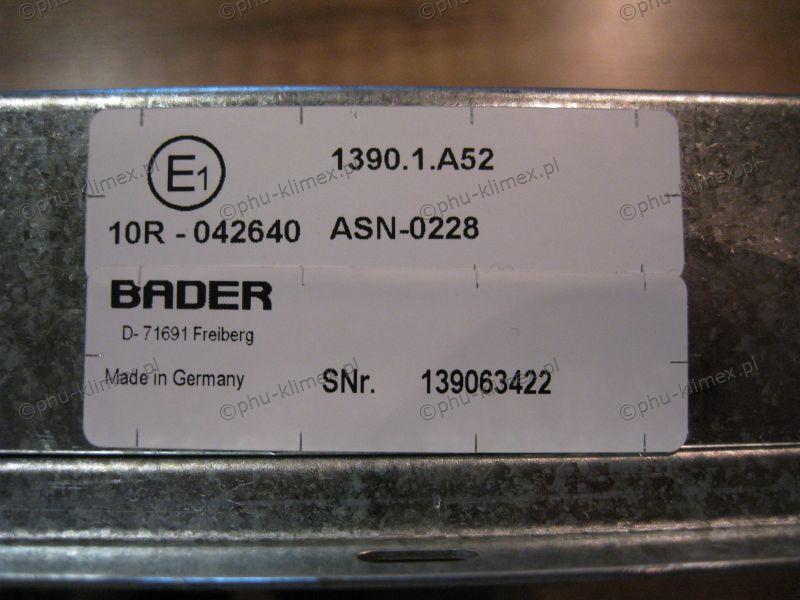 E1 1390.1.A52
10R - 042640 ASN-0228
BADER
D- 71691 Freiberg
Made in Germany SNr. 139063422
©phu-klimex.pl